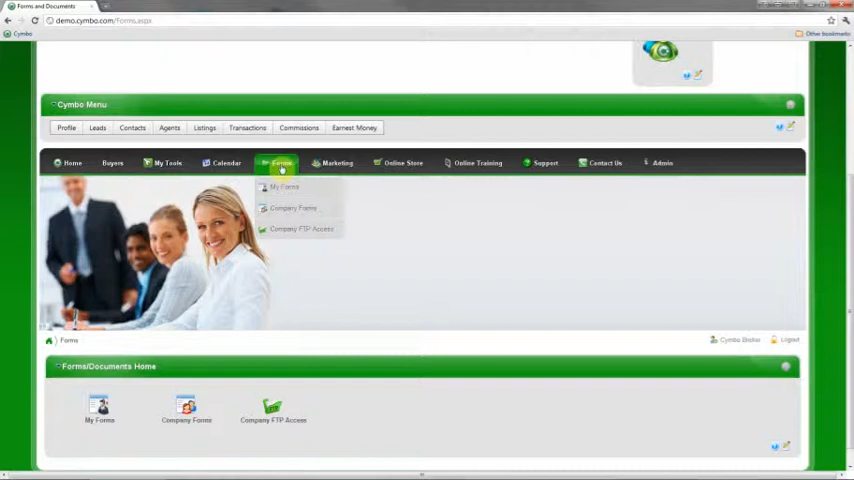 Forms and Documents
demo.cymbo.com/Forms.aspx
Cymbo
Other bookmarks
Cymbo Menu
Profile Leads Contacts Agents Listings Transactions Commissions Earnest Money
Home Buyers My Tools Calendar Forms Marketing Online Store Online Training Support Contact Us Admin
My Forms
Company Forms
Company FTP Access
Forms
Cymbo Broker Logout
Forms/Documents Home
My Forms Company Forms Company FTP Access